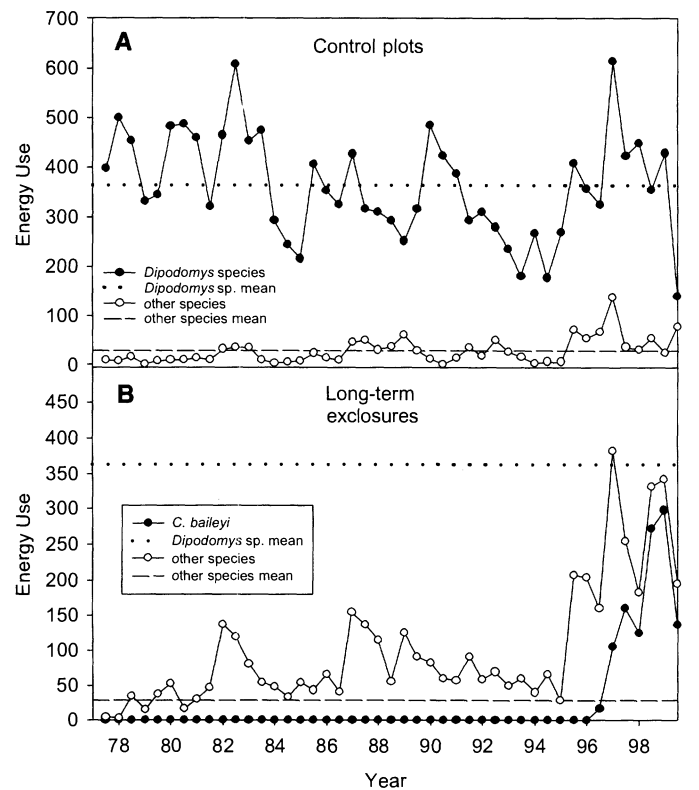 700
A
Control plots
600
500
400
300
200
100
0
Energy Use
Dipodomys species
Dipodomys sp. mean
other species
other species mean
B
Long-term
exclosures
450
400
350
300
250
200
150
100
50
0
Energy Use
C. baileyi
Dipodomys sp. mean
other species
other species mean
78 80 82 84 86 88 90 92 94 96 98
Year